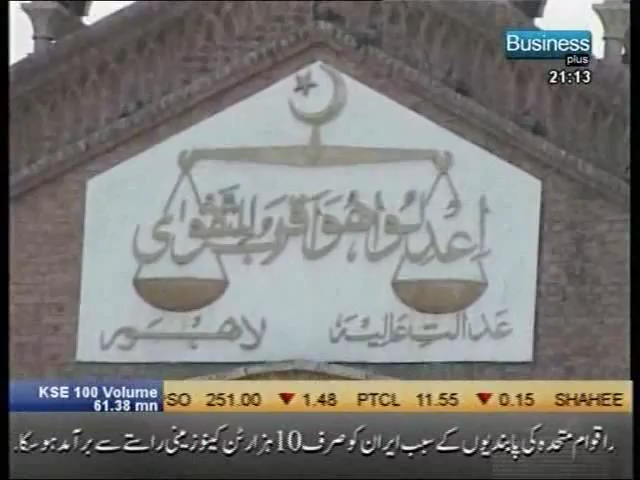 Business
plus
21:13
اعدلوا هو اقرب للتقوى
عدالت عالیہ لاہور
KSE 100 Volume
61.38 mn
SO 251.00 ▼ 1.48 PTCL 11.55 ▼ 0.15 SHAHEE
اقوام متحدہ کی پابندیوں کے سبب ایران کو صرف 10 ہزار ٹن کینو زمینی راستے سے برآمد ہو سکا.